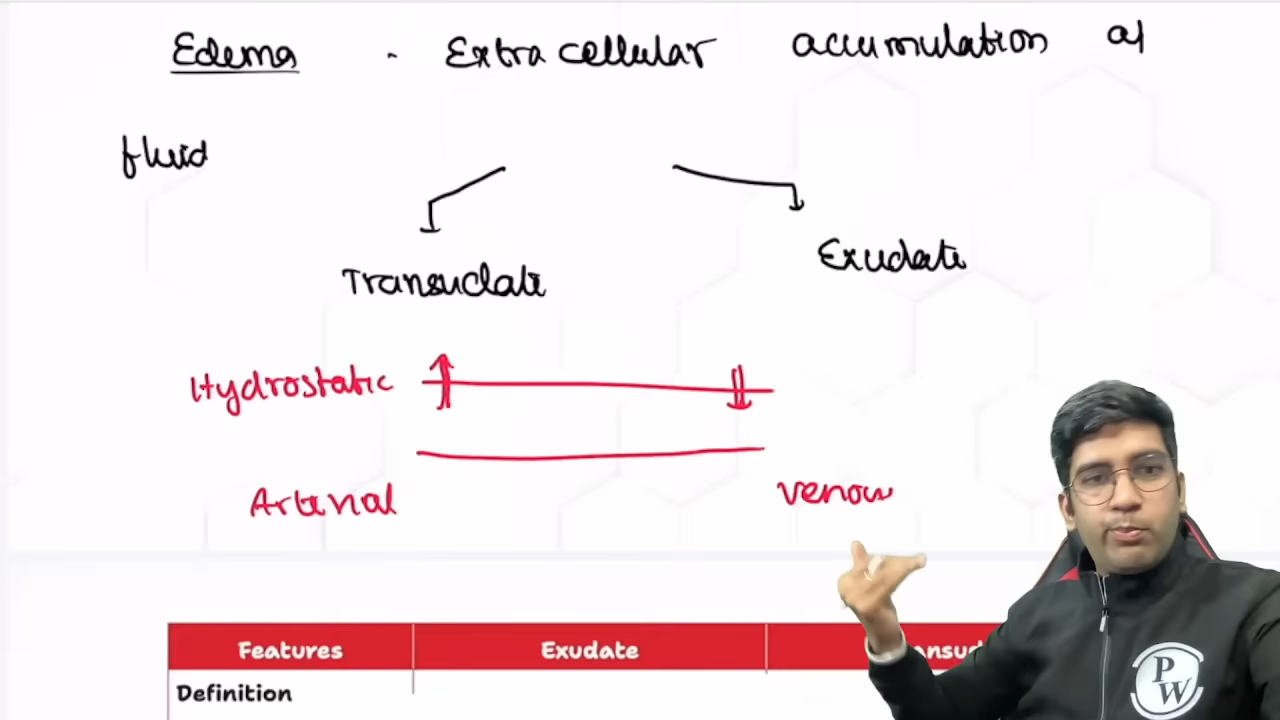 Edema - Extra cellular accumulation of
fluid
Transudate
Exudate
Hydrostatic
Arterial
Venous
Features Exudate
Definition
PW